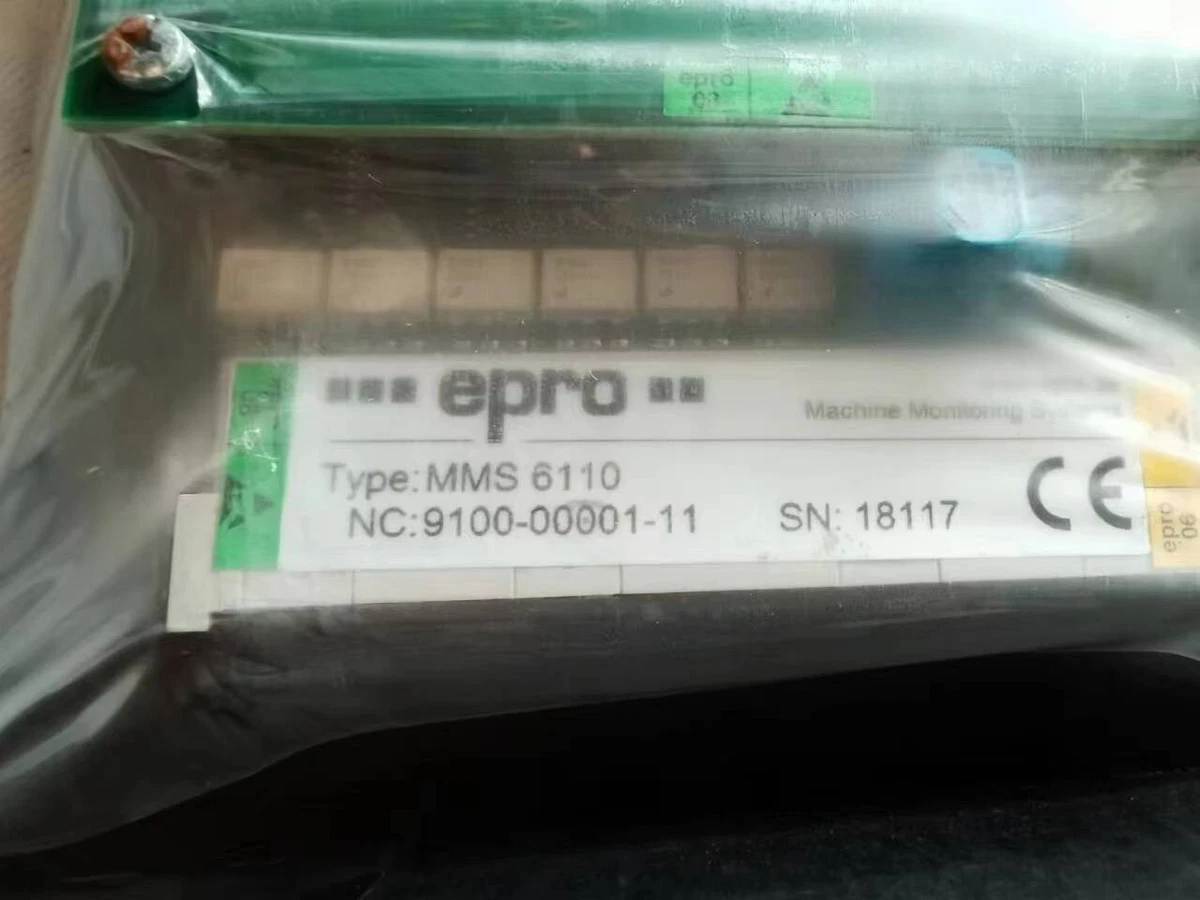 epro
epro
Machine Monitoring
Type: MMS 6110
NC: 9100-00001-11 SN: 18117
CE
epro
06